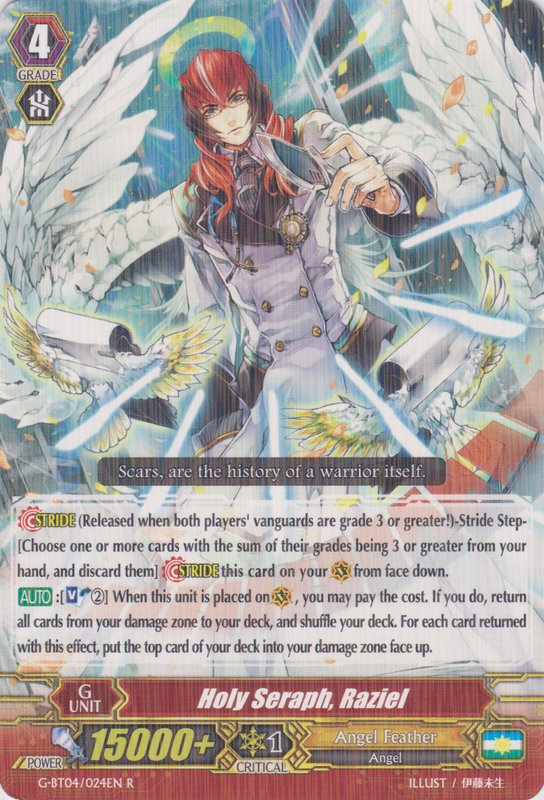 4
GRADE
Scars, are the history of a warrior itself.
STRIDE (Released when both players' vanguards are grade 3 or greater!)-Stride Step-
[Choose one or more cards with the sum of their grades being 3 or greater from your
hand, and discard them] STRIDE this card on your V from face down.
AUTO :[V ②] When this unit is placed on V, you may pay the cost. If you do, return
all cards from your damage zone to your deck, and shuffle your deck. For each card returned
with this effect, put the top card of your deck into your damage zone face up.
G UNIT
Holy Seraph, Raziel
POWER 15000+
1 CRITICAL
Angel Feather
Angel
G-BT04/024EN R
ILLUST / 伊藤未生